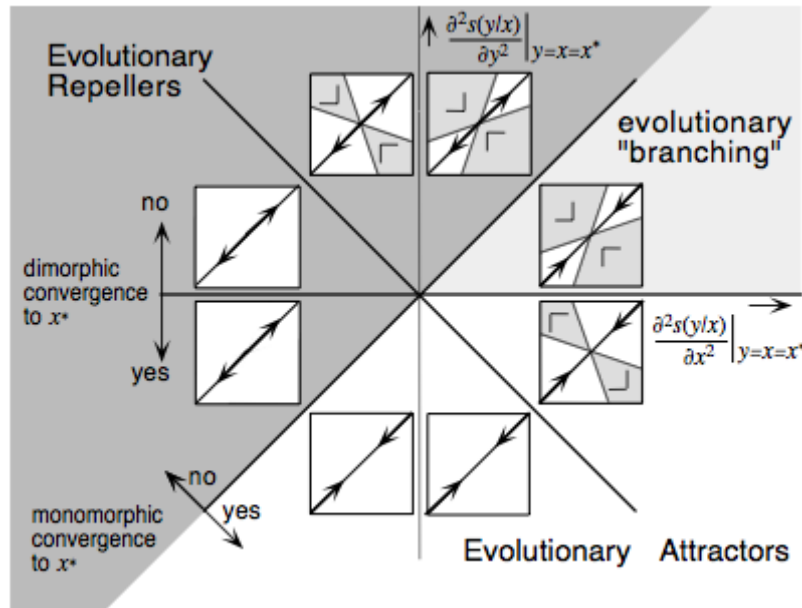 Evolutionary
Repellers
∂²s(y/x)
∂y² |y=x=x*
evolutionary
"branching"
no
dimorphic
convergence
to x*
yes
∂²s(y/x)
∂x² |y=x=x*
no
yes
monomorphic
convergence
to x*
Evolutionary Attractors